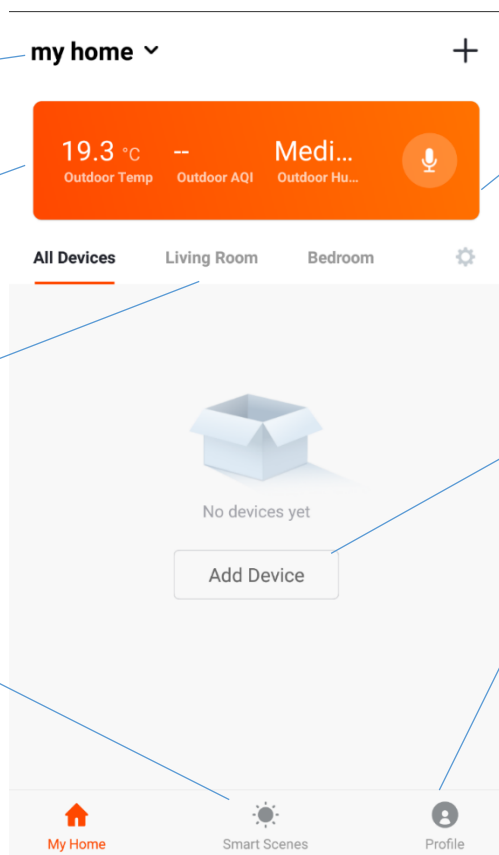 my home
19.3 °C -- Medi...
Outdoor Temp Outdoor AQI Outdoor Hu...
All Devices Living Room Bedroom
No devices yet
Add Device
My Home Smart Scenes Profile